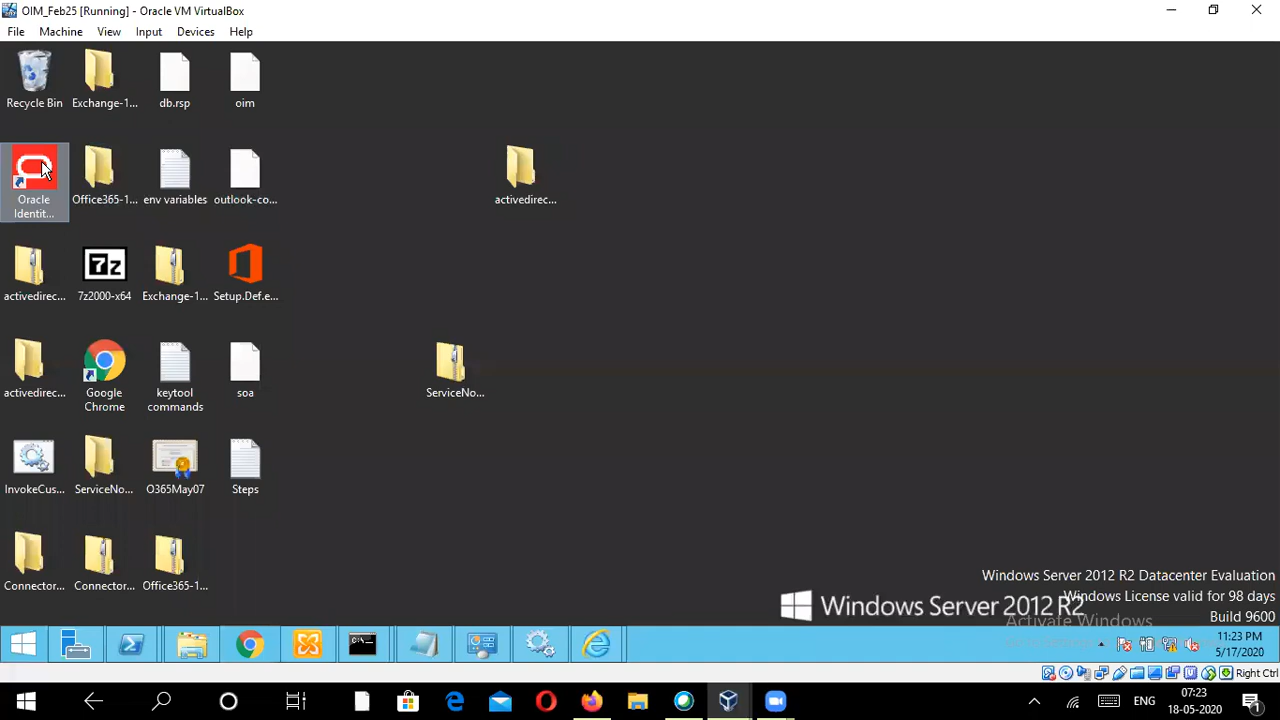 OIM_Feb25 [Running] - Oracle VM VirtualBox
File Machine View Input Devices Help
Recycle Bin
Exchange-1...
db.rsp
oim
Oracle
Identit...
Office365-1...
env variables
outlook-co...
activedirec...
activedirec...
7z
7z2000-x64
Exchange-1...
Setup.Def.e...
activedirec...
Google
Chrome
keytool
commands
soa
ServiceNo...
InvokeCus...
ServiceNo...
O365May07
Steps
Connector...
Connector...
Office365-1...
Windows Server 2012 R2 Datacenter Evaluation
Windows License valid for 98 days
Build 9600
Windows Server 2012 R2
Activate Windows
11:23 PM
5/17/2020
Right Ctrl
ENG
07:23
18-05-2020
1